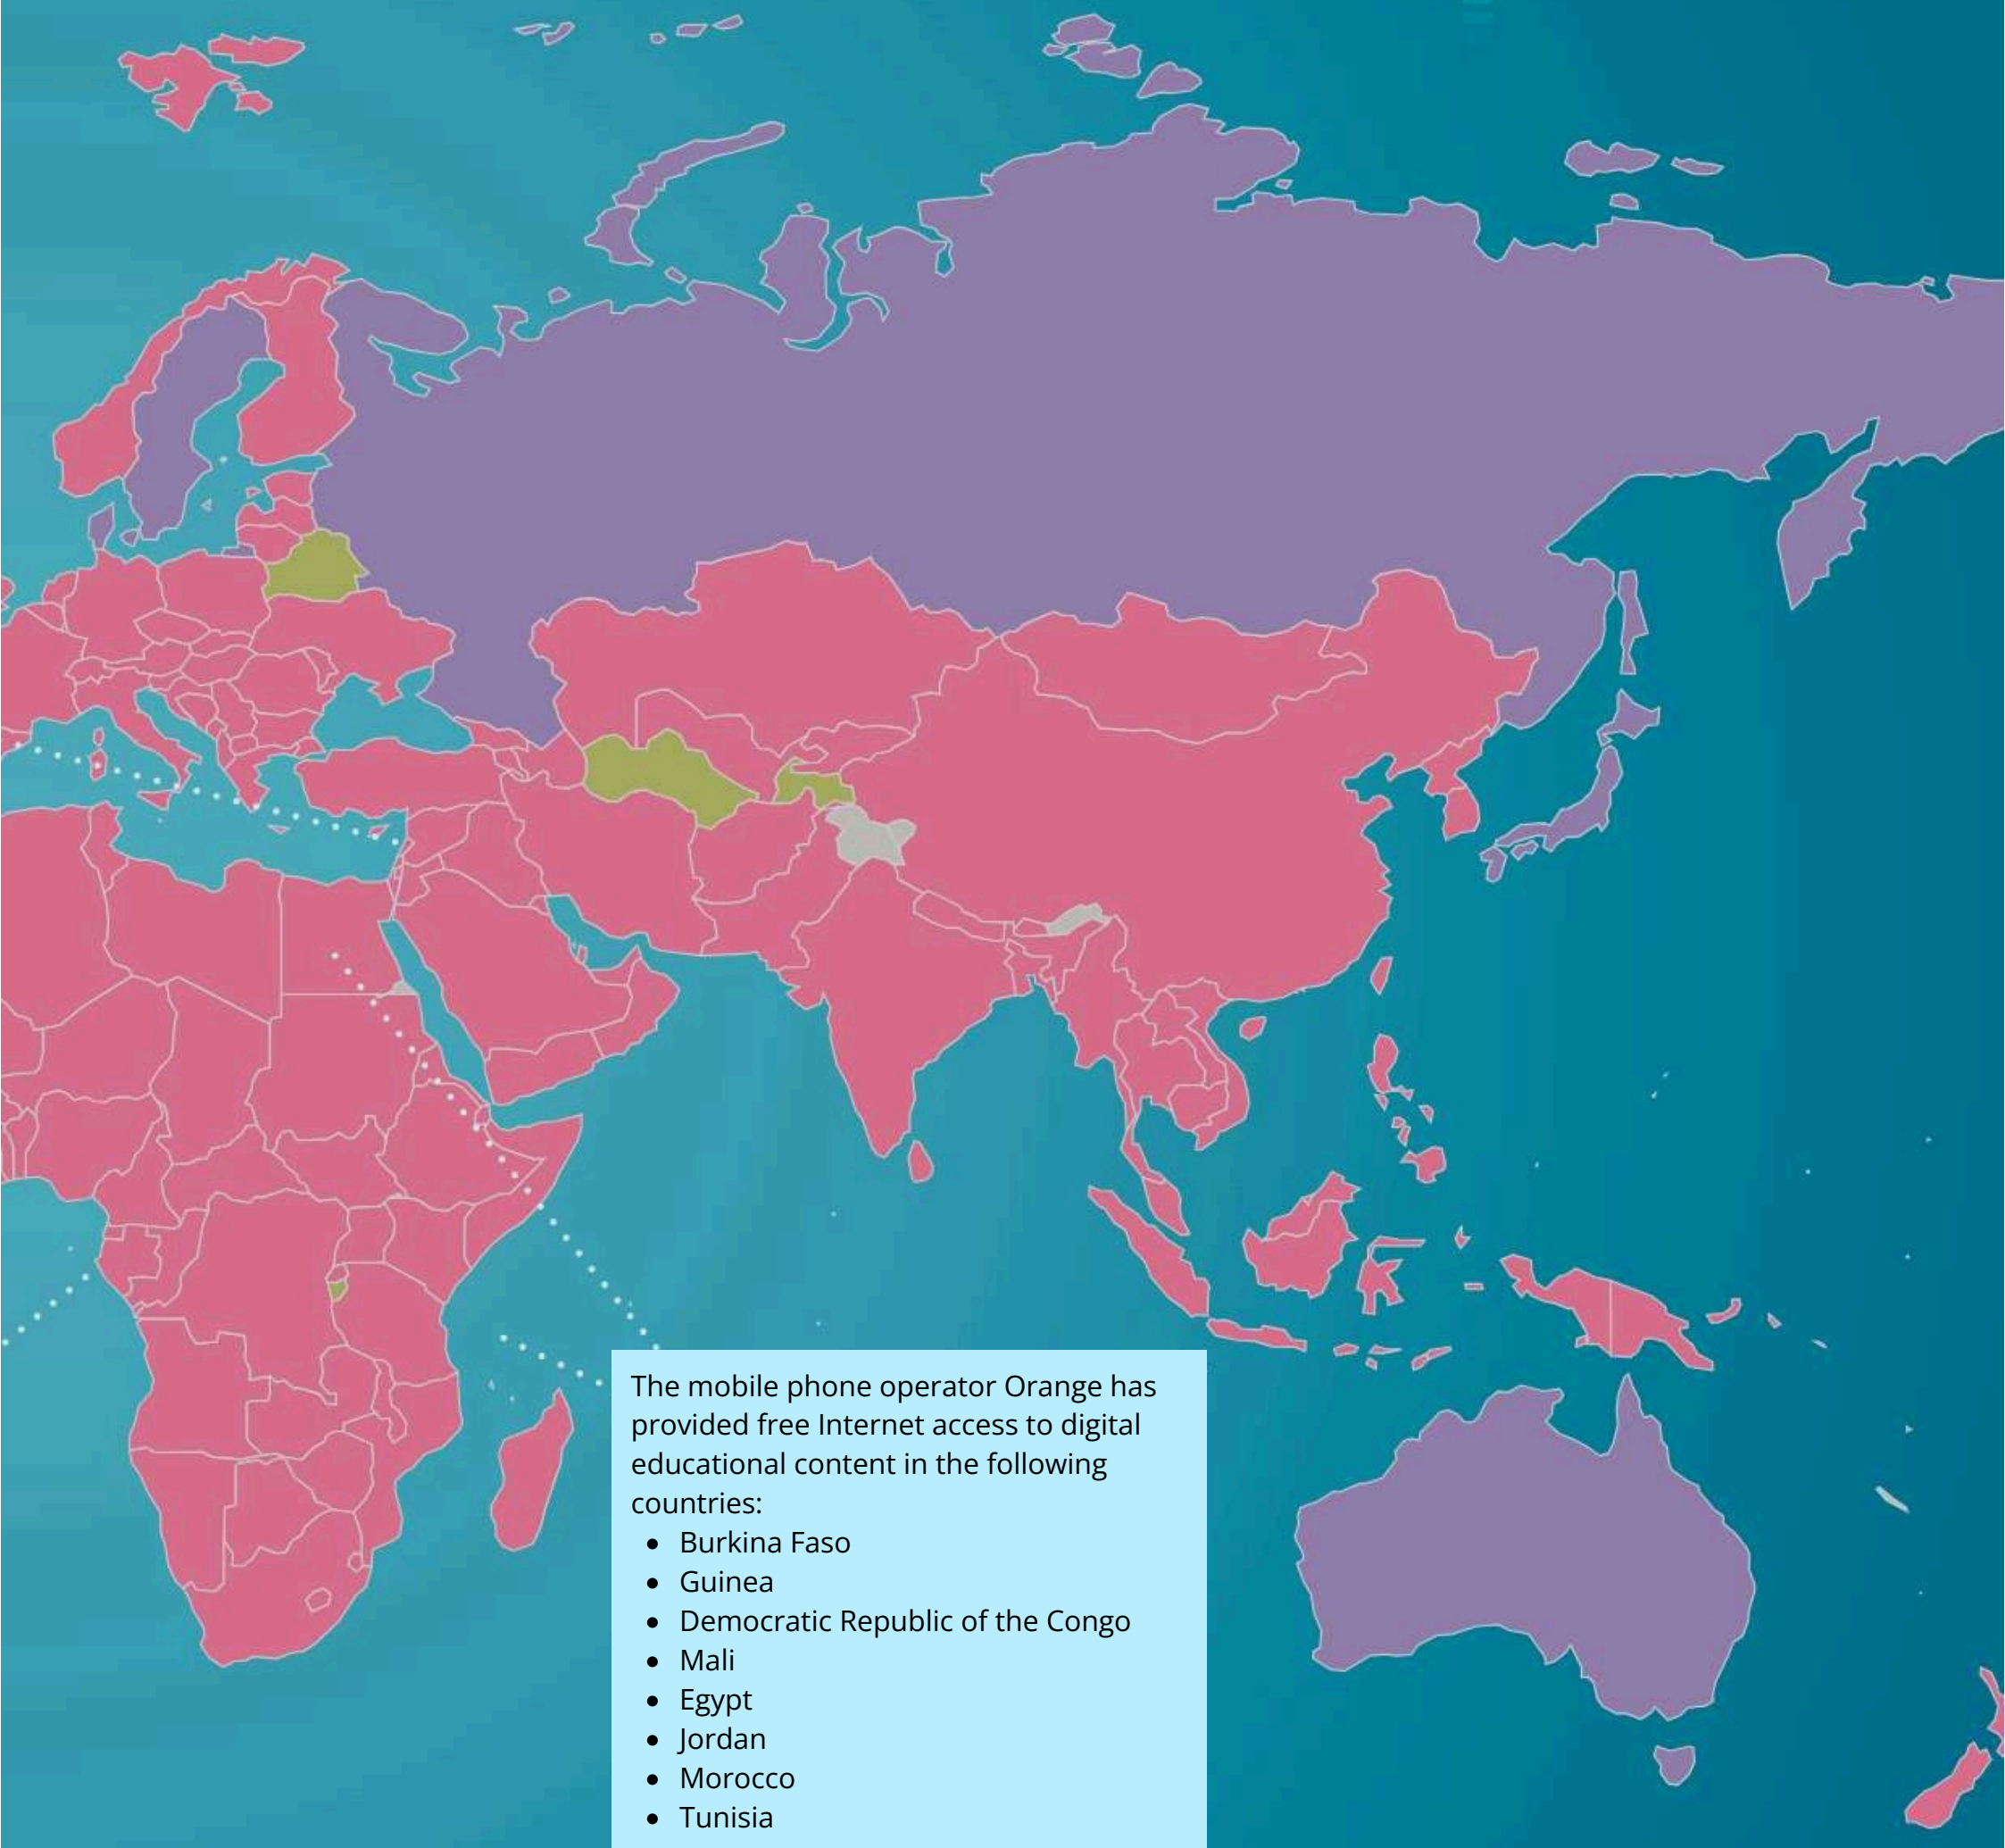 The mobile phone operator Orange has
provided free Internet access to digital
educational content in the following
countries:
• Burkina Faso
• Guinea
• Democratic Republic of the Congo
• Mali
• Egypt
• Jordan
• Morocco
• Tunisia